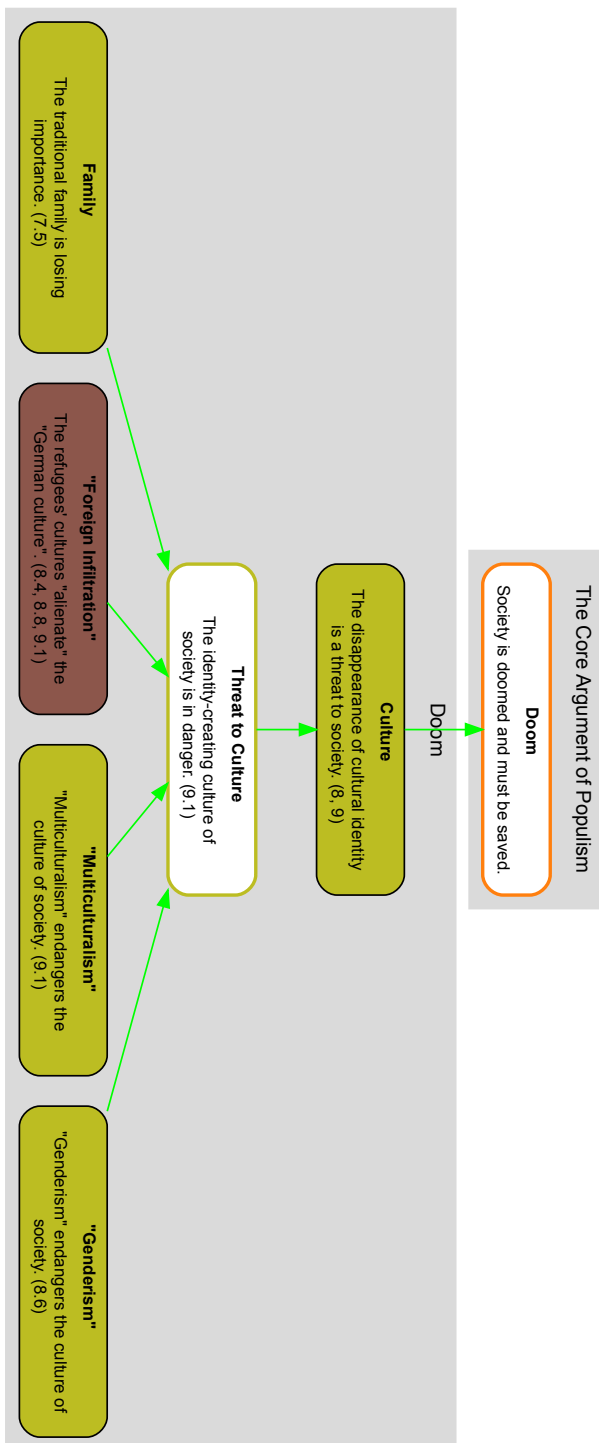 The Core Argument of Populism
Doom
Society is doomed and must be saved.
Doom
Culture
The disappearance of cultural identity
is a threat to society. (8, 9)
Threat to Culture
The identity-creating culture of
society is in danger. (9.1)
Family
The traditional family is losing
importance. (7.5)
"Foreign Infiltration"
The refugees' cultures "alienate" the
"German culture". (8.4, 8.8, 9.1)
"Multiculturalism"
"Multiculturalism" endangers the
culture of society. (9.1)
"Genderism"
"Genderism" endangers the culture of
society. (8.6)